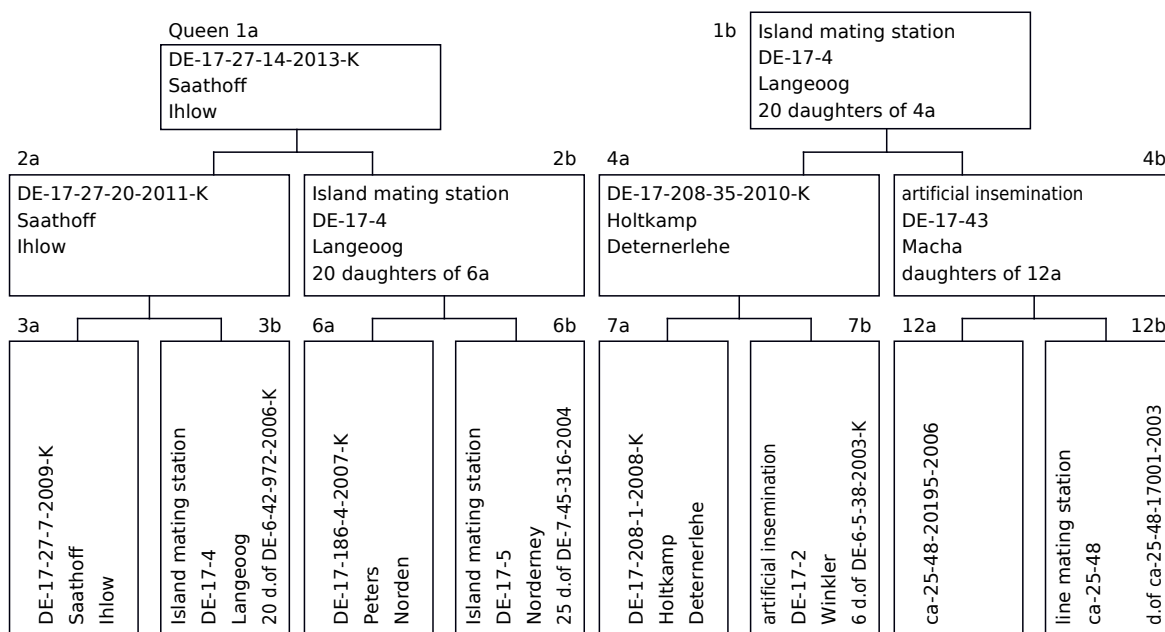 Queen 1a
DE-17-27-14-2013-K
Saathoff
Ihlow
1b
Island mating station
DE-17-4
Langeoog
20 daughters of 4a
2a
DE-17-27-20-2011-K
Saathoff
Ihlow
2b
Island mating station
DE-17-4
Langeoog
20 daughters of 6a
4a
DE-17-208-35-2010-K
Holtkamp
Deternerlehe
4b
artificial insemination
DE-17-43
Macha
daughters of 12a
3a
DE-17-27-7-2009-K
Saathoff
Ihlow
3b
Island mating station
DE-17-4
Langeoog
20 d.of DE-6-42-972-2006-K
6a
DE-17-186-4-2007-K
Peters
Norden
6b
Island mating station
DE-17-5
Norderney
25 d.of DE-7-45-316-2004
7a
DE-17-208-1-2008-K
Holtkamp
Deternerlehe
7b
artificial insemination
DE-17-2
Winkler
6 d.of DE-6-5-38-2003-K
12a
ca-25-48-20195-2006
12b
line mating station
ca-25-48
d.of ca-25-48-17001-2003